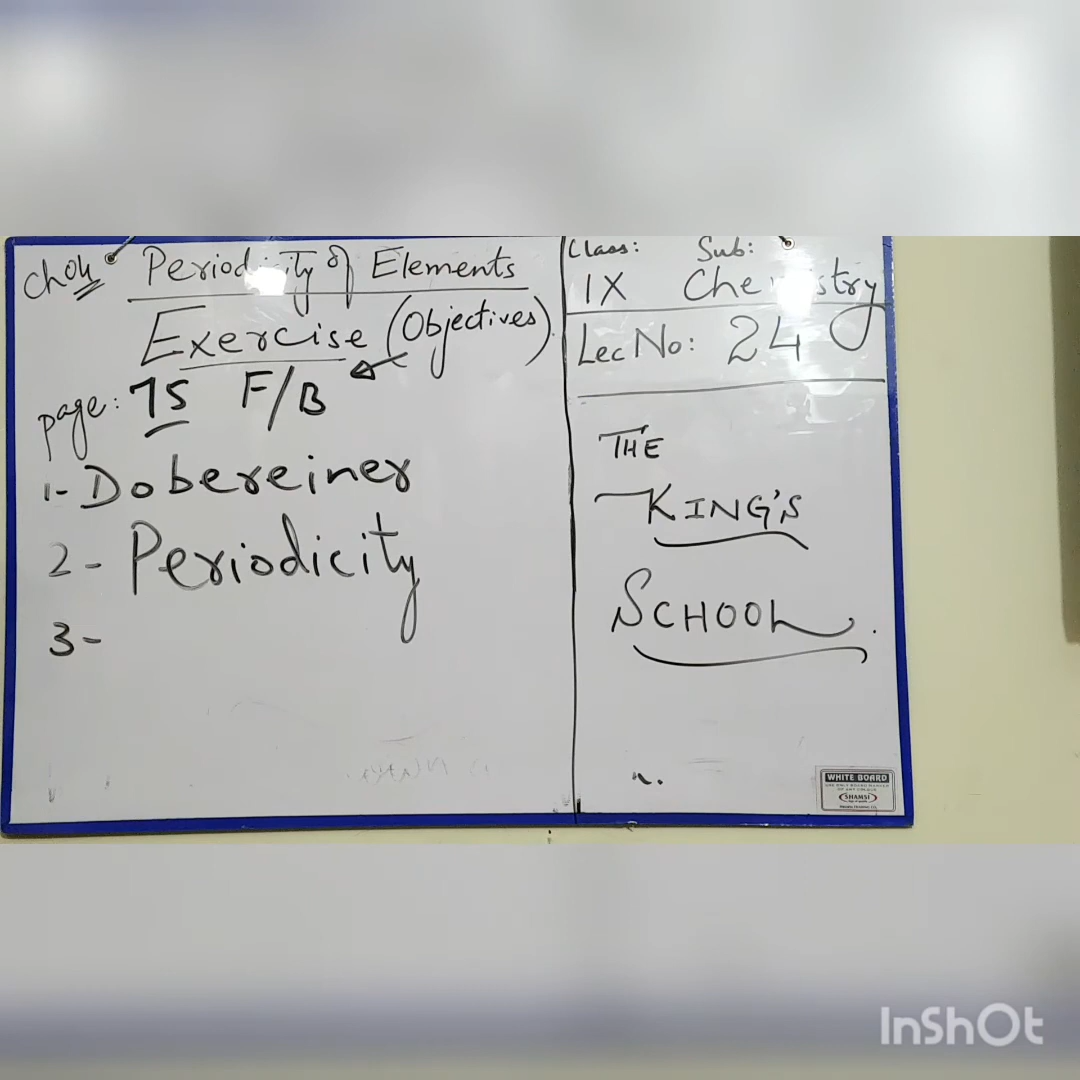 Ch04 Periodicity of Elements
Exercise (Objectives)
page: 75 F/B
1- Dobereiner
2- Periodicity
3-
Class: Sub:
IX Chemistry
Lec No: 24
THE
KING'S
SCHOOL.
WHITE BOARD
SHAMSI
InShOt